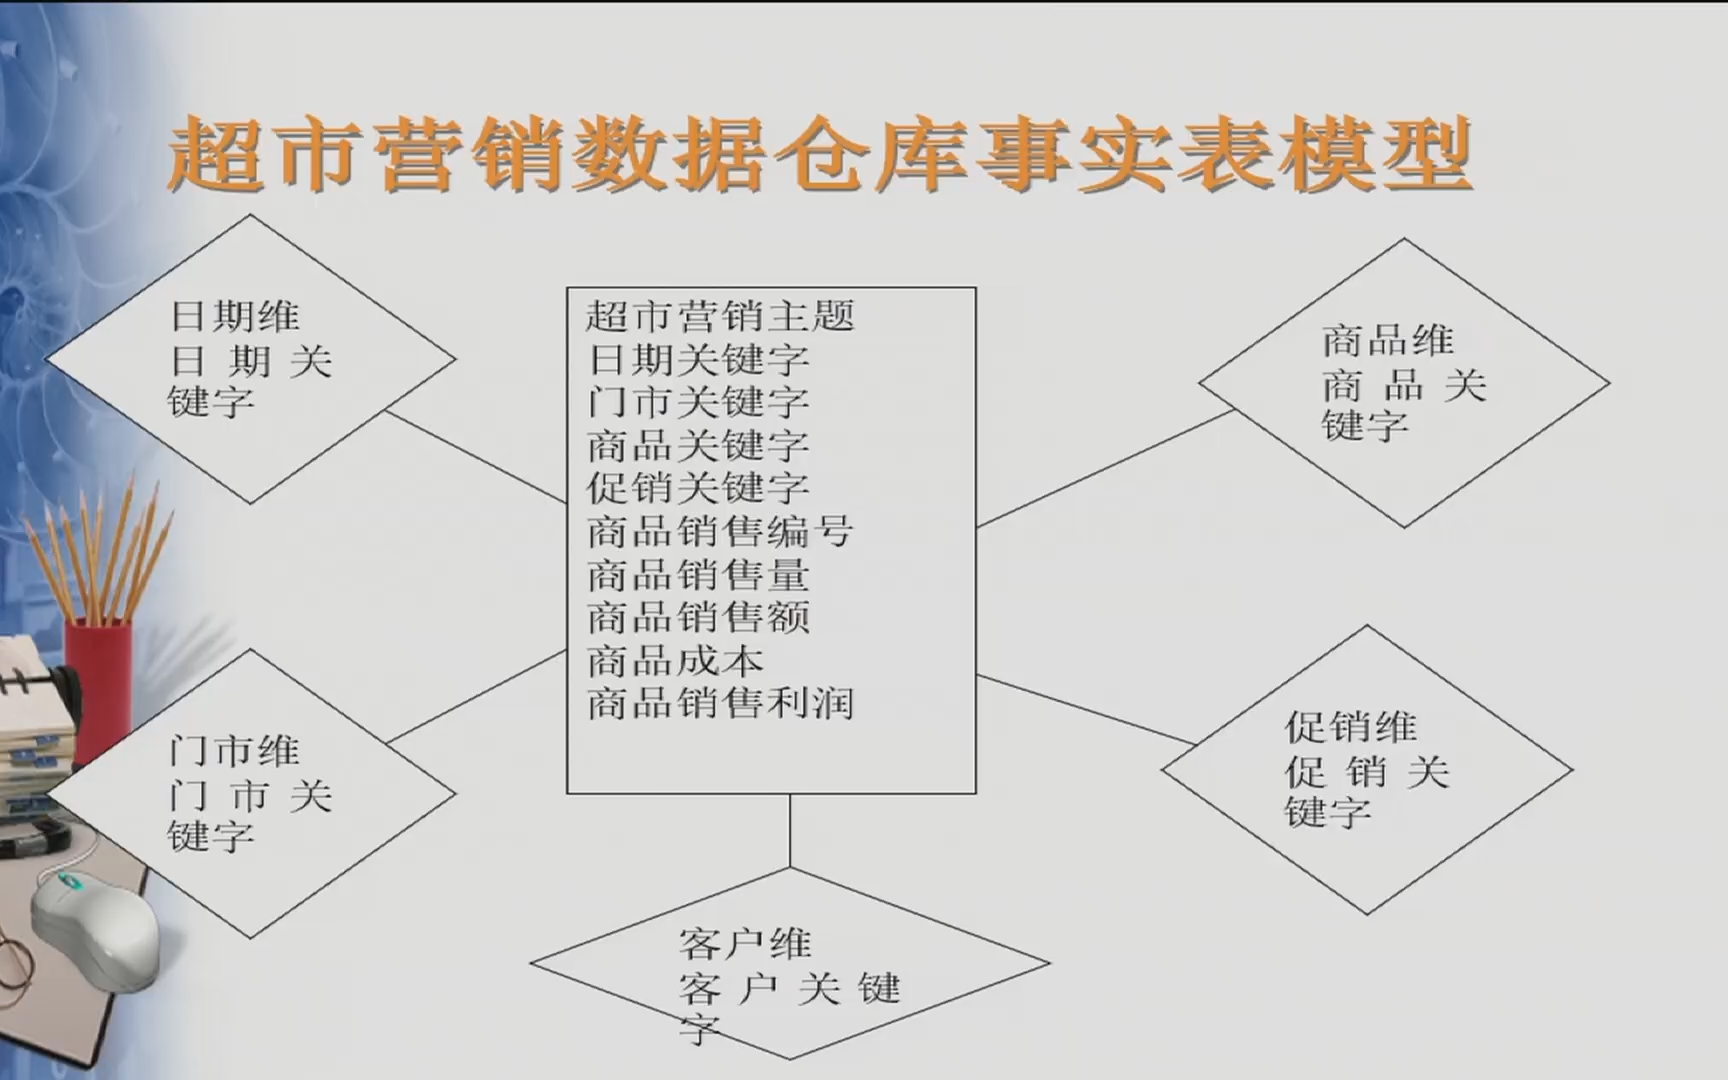 超市营销数据仓库事实表模型
日期维
日 期 关
键字
超市营销主题
日期关键字
门市关键字
商品关键字
促销关键字
商品销售编号
商品销售量
商品销售额
商品成本
商品销售利润
商品维
商 品 关
键字
门市维
门 市 关
键字
促销维
促 销 关
键字
客户维
客 户 关 键
字